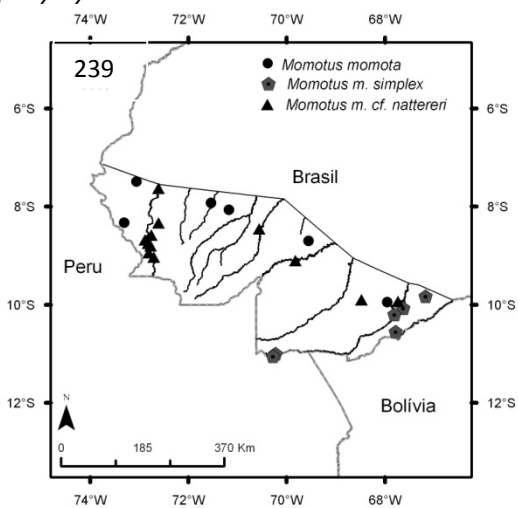 74°W 72°W 70°W 68°W
239
Momotus momota
Momotus m. simplex
Momotus m. cf. nattereri
6°S 6°S
Brasil
8°S 8°S
Peru
10°S 10°S
Bolívia
12°S 12°S
N
0 185 370 Km
74°W 72°W 70°W 68°W